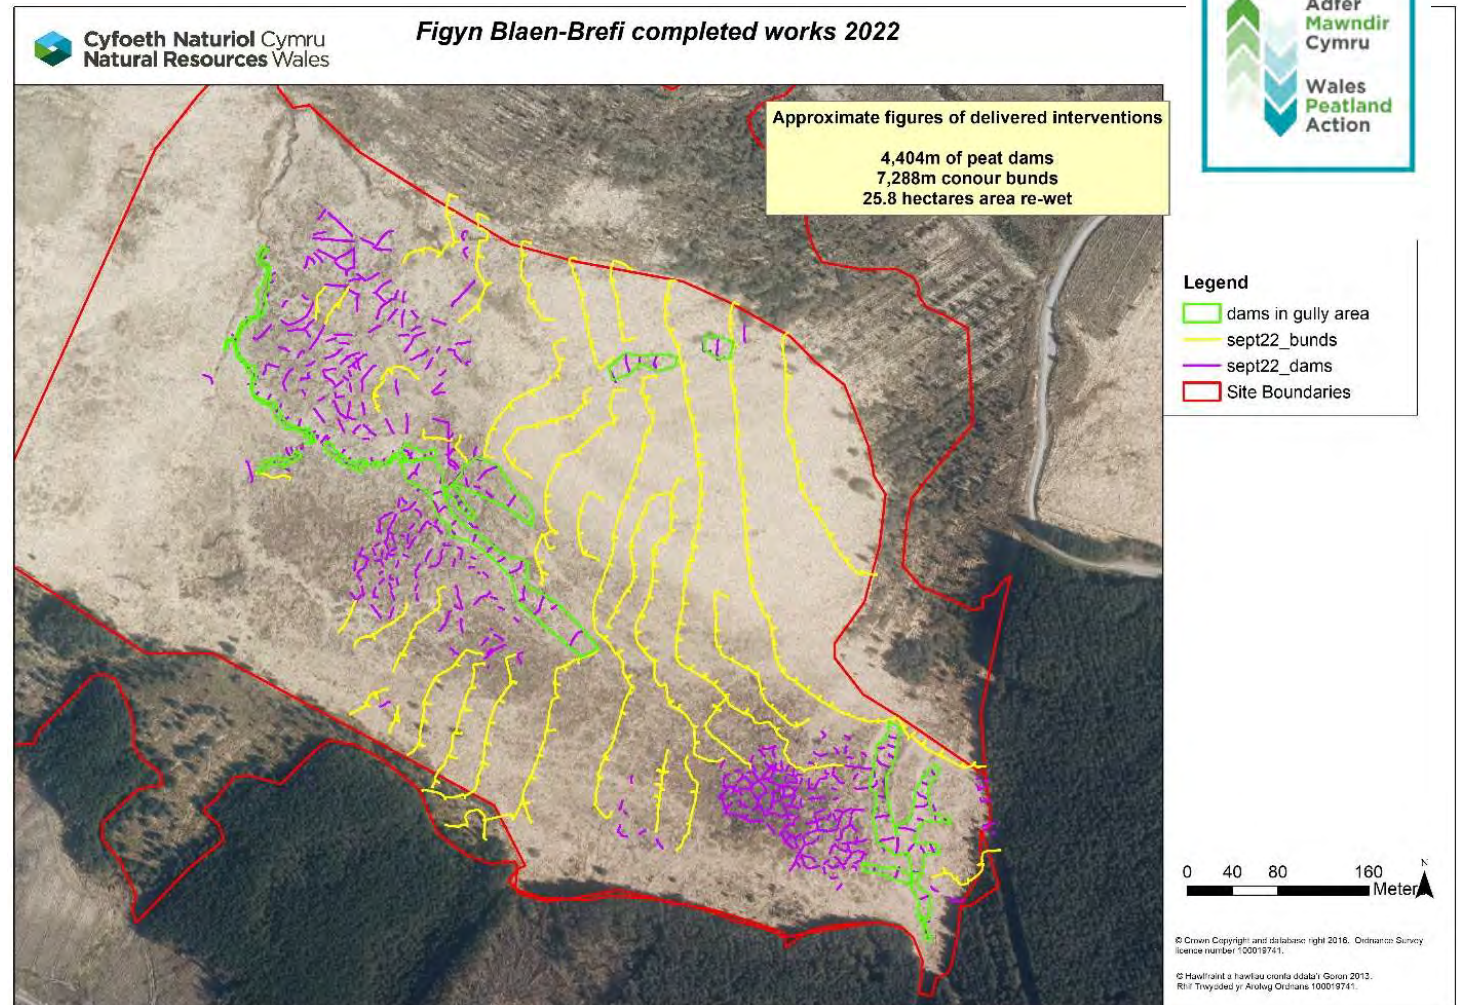 Cyfoeth Naturiol Cymru
Natural Resources Wales
Figyn Blaen-Brefi completed works 2022
Adfer
Mawndir
Cymru
Wales
Peatland
Action
Approximate figures of delivered interventions
4,404m of peat dams
7,288m conour bunds
25.8 hectares area re-wet
Legend
dams in gully area
sept22_bunds
sept22_dams
Site Boundaries
N
0 40 80 160
Meter
© Crown Copyright and database right 2016. Ordnance Survey
licence number 100019741.
© Hawlfraint a hawliau cronfa ddata'r Goron 2013.
Rhif Trwydded yr Arolwg Ordnans 100019741.